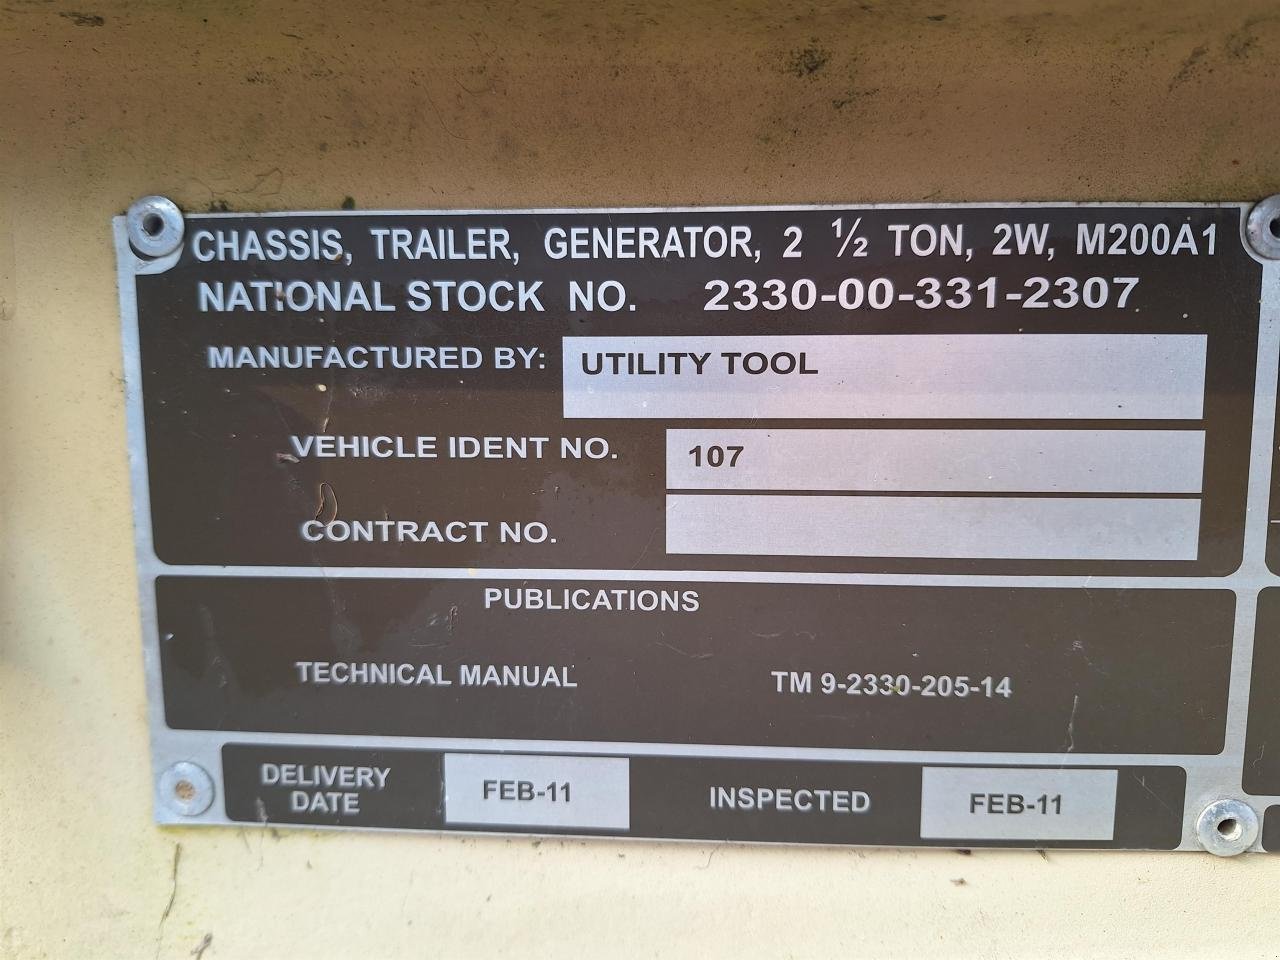 CHASSIS, TRAILER, GENERATOR, 2 ½ TON, 2W, M200A1
NATIONAL STOCK NO. 2330-00-331-2307
MANUFACTURED BY: UTILITY TOOL
VEHICLE IDENT NO. 107
CONTRACT NO.
PUBLICATIONS
TECHNICAL MANUAL TM 9-2330-205-14
DELIVERY DATE FEB-11 INSPECTED FEB-11